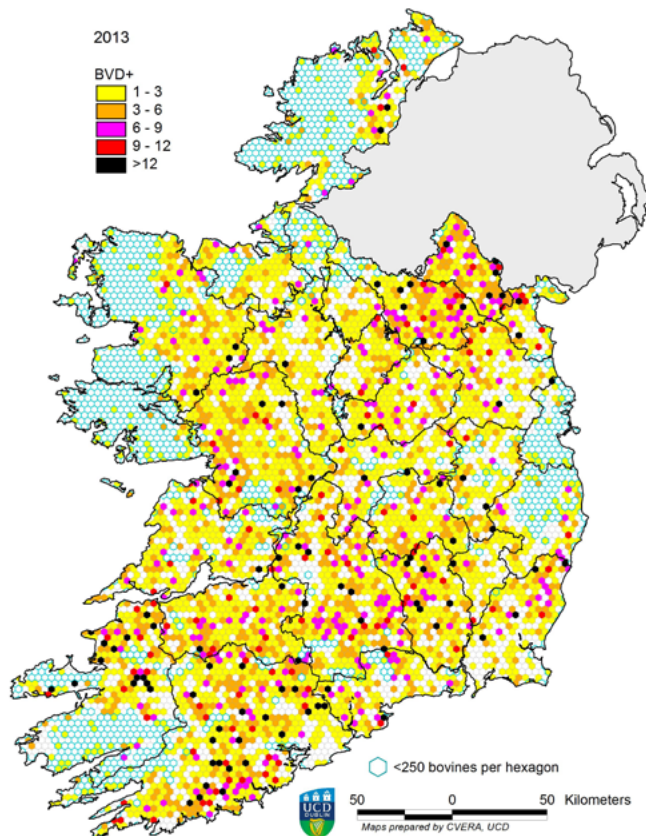 2013
BVD+
1 - 3
3 - 6
6 - 9
9 - 12
>12
<250 bovines per hexagon
UCD
DUBLIN
50 0 50 Kilometers
Maps prepared by CVERA, UCD